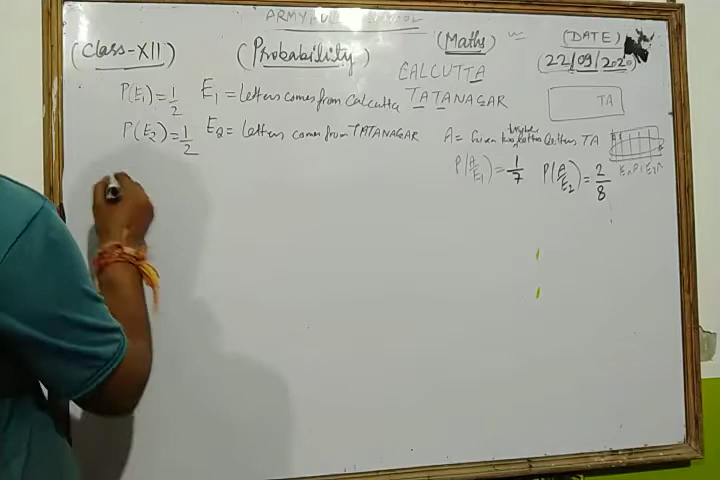 ARMY PUBLIC SCHOOL
(Class-XII) (Probability) (Maths) (DATE)
(22/09/2020)
CALCUTTA
P(E1)=1/2 E1 = Letters comes from Calcutta TATANAGAR TA
P(E2)=1/2 E2 = Letters comes from TATANAGAR A = two letters TA
P(A/E1)=1/7 P(A/E2)=2/8